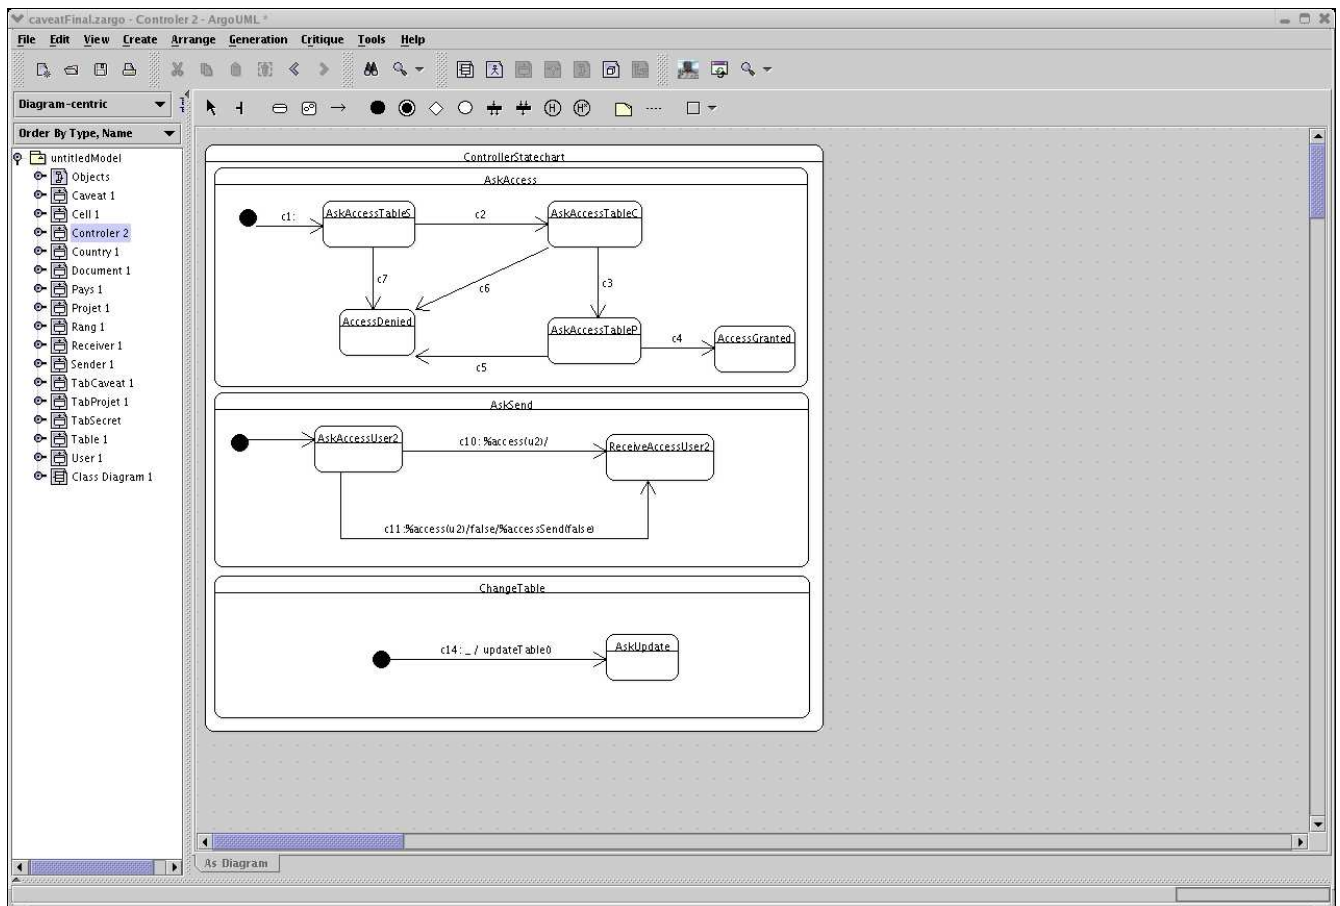 caveatFinal.zargo - Controler 2 - ArgoUML *
File Edit View Create Arrange Generation Critique Tools Help
Diagram-centric
Order By Type, Name
untitledModel
Objects
Caveat 1
Cell 1
Controler 2
Country 1
Document 1
Pays 1
Projet 1
Rang 1
Receiver 1
Sender 1
TabCaveat 1
TabProjet 1
TabSecret
Table 1
User 1
Class Diagram 1
H H*
ControllerStatechart
AskAccess
c1: AskAccessTableS c2 AskAccessTableC
c7 c6 c3
AccessDenied AskAccessTableP c4 AccessGranted
c5
AskSend
AskAccessUser2 c10: %access(u2)/ ReceiveAccessUser2
c11:%access(u2)/false/%accessSend(false)
ChangeTable
c14: _ / updateTable() AskUpdate
As Diagram